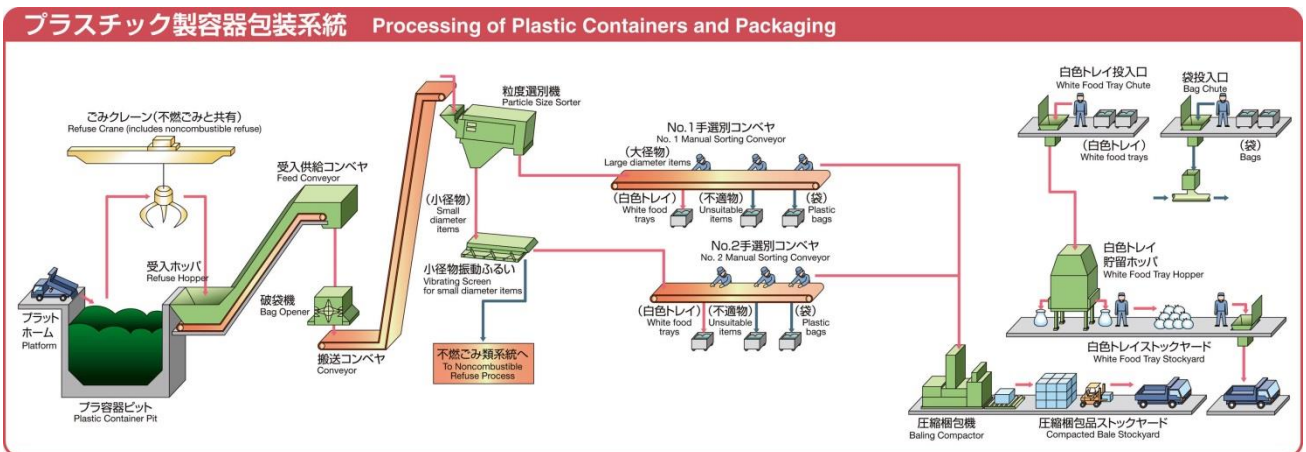 プラスチック製容器包装系統 Processing of Plastic Containers and Packaging
ごみクレーン(不燃ごみと共有)
Refuse Crane (includes noncombustible refuse)
受入供給コンベヤ
Feed Conveyor
受入ホッパ
Refuse Hopper
プラット
ホーム
Platform
プラ容器ピット
Plastic Container Pit
破袋機
Bag Opener
搬送コンベヤ
Conveyor
粒度選別機
Particle Size Sorter
(小径物)
Small
diameter
items
小径物振動ふるい
Vibrating Screen
for small diameter items
不燃ごみ類系統へ
To Noncombustible
Refuse Process
No.1手選別コンベヤ
No. 1 Manual Sorting Conveyor
(大径物)
Large diameter items
(白色トレイ)
White food
trays
(不適物)
Unsuitable
items
(袋)
Plastic
bags
No.2手選別コンベヤ
No. 2 Manual Sorting Conveyor
(白色トレイ)
White food
trays
(不適物)
Unsuitable
items
(袋)
Plastic
bags
圧縮梱包機
Baling Compactor
圧縮梱包品ストックヤード
Compacted Bale Stockyard
白色トレイ投入口
White Food Tray Chute
(白色トレイ)
White food trays
袋投入口
Bag Chute
(袋)
Bags
白色トレイ
貯留ホッパ
White Food Tray Hopper
白色トレイストックヤード
White Food Tray Stockyard